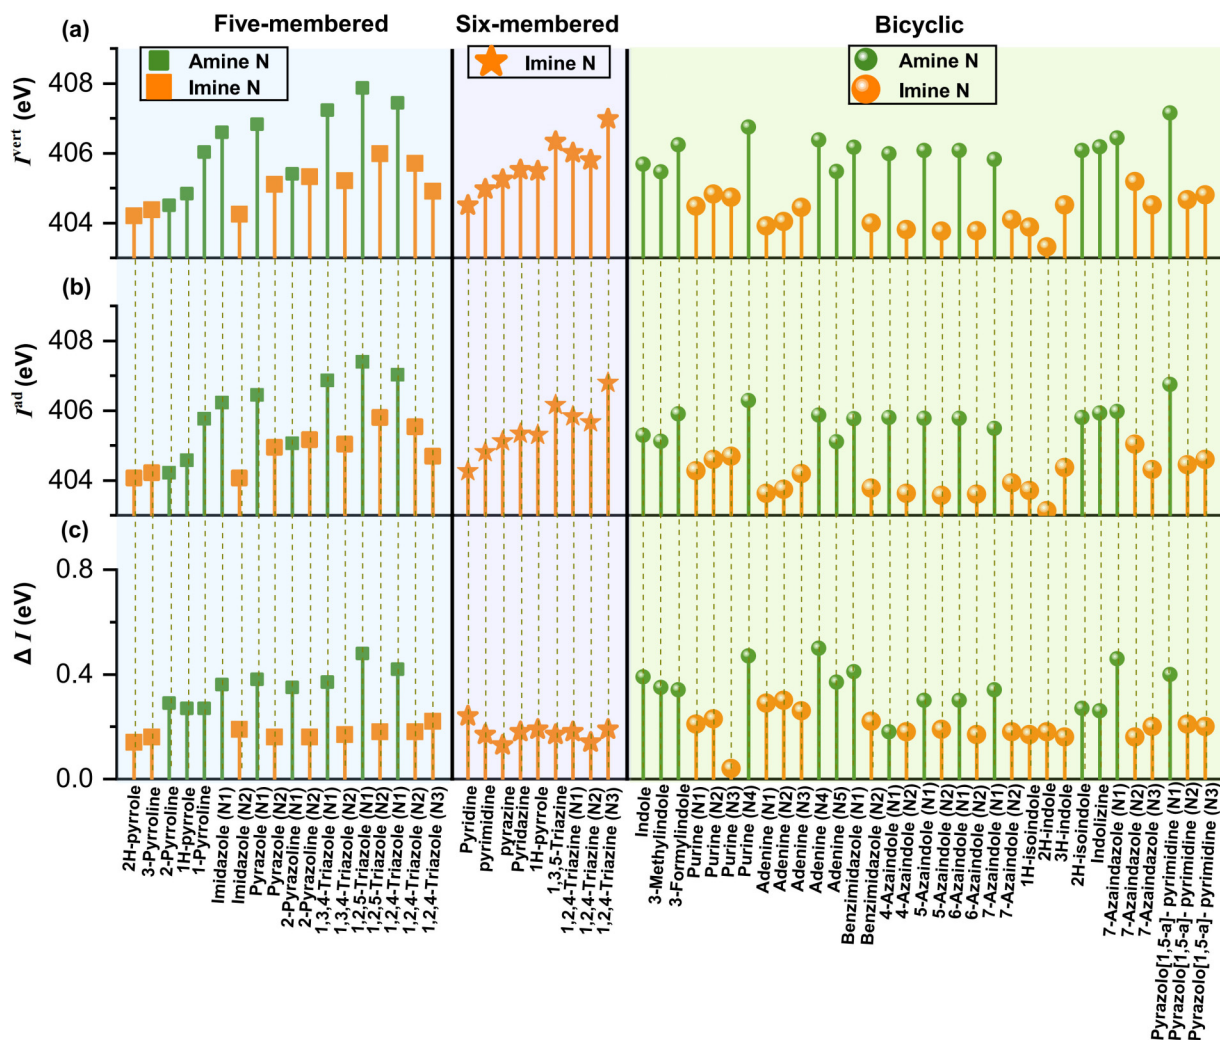 Five-membered
Six-membered
Bicyclic
(a)
Amine N
Imine N
Imine N
Amine N
Imine N
I^vert (eV)
408
406
404
(b)
I^ad (eV)
408
406
404
(c)
Δ I (eV)
0.8
0.4
0.0
2H-pyrrole
3-Pyrroline
2-Pyrroline
1H-pyrrole
1-Pyrroline
Imidazole (N1)
Imidazole (N2)
Pyrazole (N1)
Pyrazole (N2)
2-Pyrazoline (N1)
2-Pyrazoline (N2)
1,3,4-Triazole (N1)
1,3,4-Triazole (N2)
1,2,5-Triazole (N1)
1,2,5-Triazole (N2)
1,2,4-Triazole (N1)
1,2,4-Triazole (N2)
1,2,4-Triazole (N3)
Pyridine
pyrimidine
pyrazine
Pyridazine
1H-pyrrole
1,3,5-Triazine
1,2,4-Triazine (N1)
1,2,4-Triazine (N2)
1,2,4-Triazine (N3)
Indole
3-Methylindole
3-Formylindole
Purine (N1)
Purine (N2)
Purine (N3)
Purine (N4)
Adenine (N1)
Adenine (N2)
Adenine (N3)
Adenine (N4)
Adenine (N5)
Benzimidazole (N1)
Benzimidazole (N2)
4-Azaindole (N1)
4-Azaindole (N2)
5-Azaindole (N1)
5-Azaindole (N2)
6-Azaindole (N1)
6-Azaindole (N2)
7-Azaindole (N1)
7-Azaindole (N2)
1H-isoindole
2H-indole
3H-indole
2H-isoindole
Indolizine
7-Azaindazole (N1)
7-Azaindazole (N2)
7-Azaindazole (N3)
Pyrazolo[1,5-a]- pyrimidine (N1)
Pyrazolo[1,5-a]- pyrimidine (N2)
Pyrazolo[1,5-a]- pyrimidine (N3)